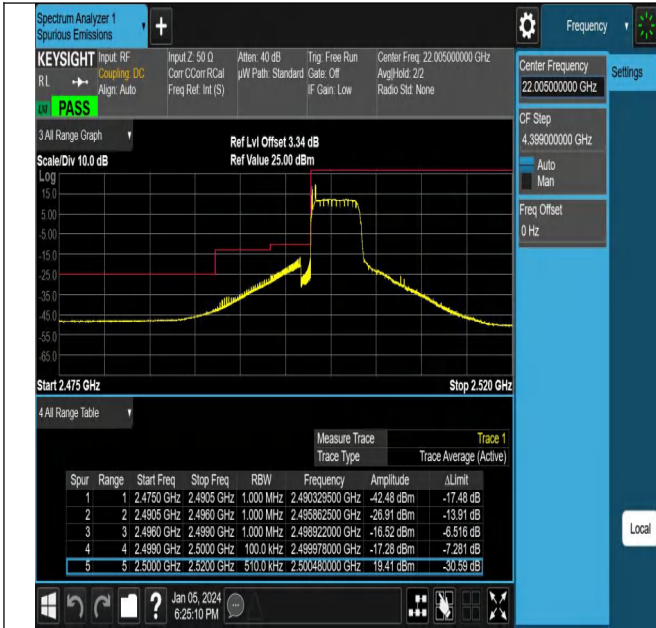 Spectrum Analyzer 1
Spurious Emissions
+
Frequency
KEYSIGHT
RL
Input: RF
Coupling: DC
Align: Auto
Input Z: 50 Ω
Corr CCorr RCal
Freq Ref: Int (S)
Atten: 40 dB
µW Path: Standard
Trig: Free Run
Gate: Off
IF Gain: Low
Center Freq: 22.005000000 GHz
Avg|Hold: 2/2
Radio Std: None
PASS
Center Frequency
22.005000000 GHz
Settings
CF Step
4.399000000 GHz
Auto
Man
Freq Offset
0 Hz
3 All Range Graph
Ref Lvl Offset 3.34 dB
Scale/Div 10.0 dB
Ref Value 25.00 dBm
Log
15.0
5.00
-5.00
-15.0
-25.0
-35.0
-45.0
-55.0
-65.0
Start 2.475 GHz
Stop 2.520 GHz
4 All Range Table
Measure Trace Trace 1
Trace Type Trace Average (Active)
Spur Range Start Freq Stop Freq RBW Frequency Amplitude ΔLimit
1 1 2.4750 GHz 2.4905 GHz 1.000 MHz 2.490329500 GHz -42.48 dBm -17.48 dB
2 2 2.4905 GHz 2.4960 GHz 1.000 MHz 2.495862500 GHz -26.91 dBm -13.91 dB
3 3 2.4960 GHz 2.4990 GHz 1.000 MHz 2.498922000 GHz -16.52 dBm -6.516 dB
4 4 2.4990 GHz 2.5000 GHz 100.0 kHz 2.499978000 GHz -17.28 dBm -7.281 dB
5 5 2.5000 GHz 2.5200 GHz 510.0 kHz 2.500480000 GHz 19.41 dBm -30.59 dB
Local
?
Jan 05, 2024
6:25:10 PM